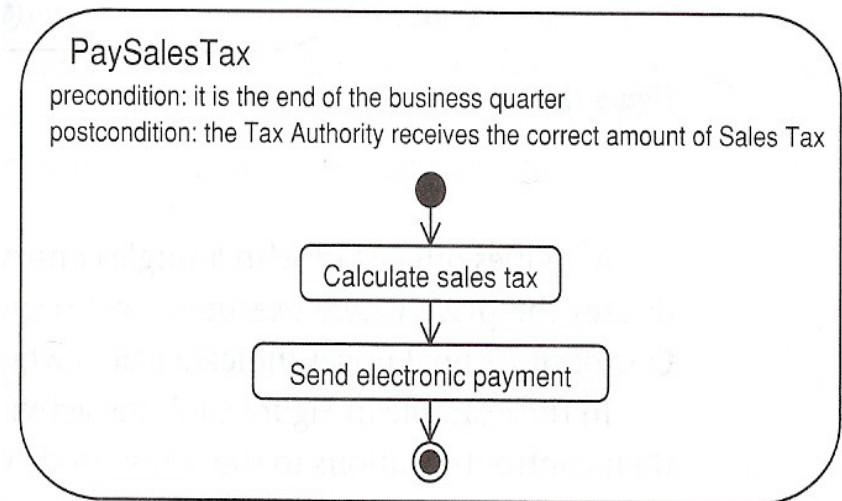 PaySalesTax
precondition: it is the end of the business quarter
postcondition: the Tax Authority receives the correct amount of Sales Tax
Calculate sales tax
Send electronic payment